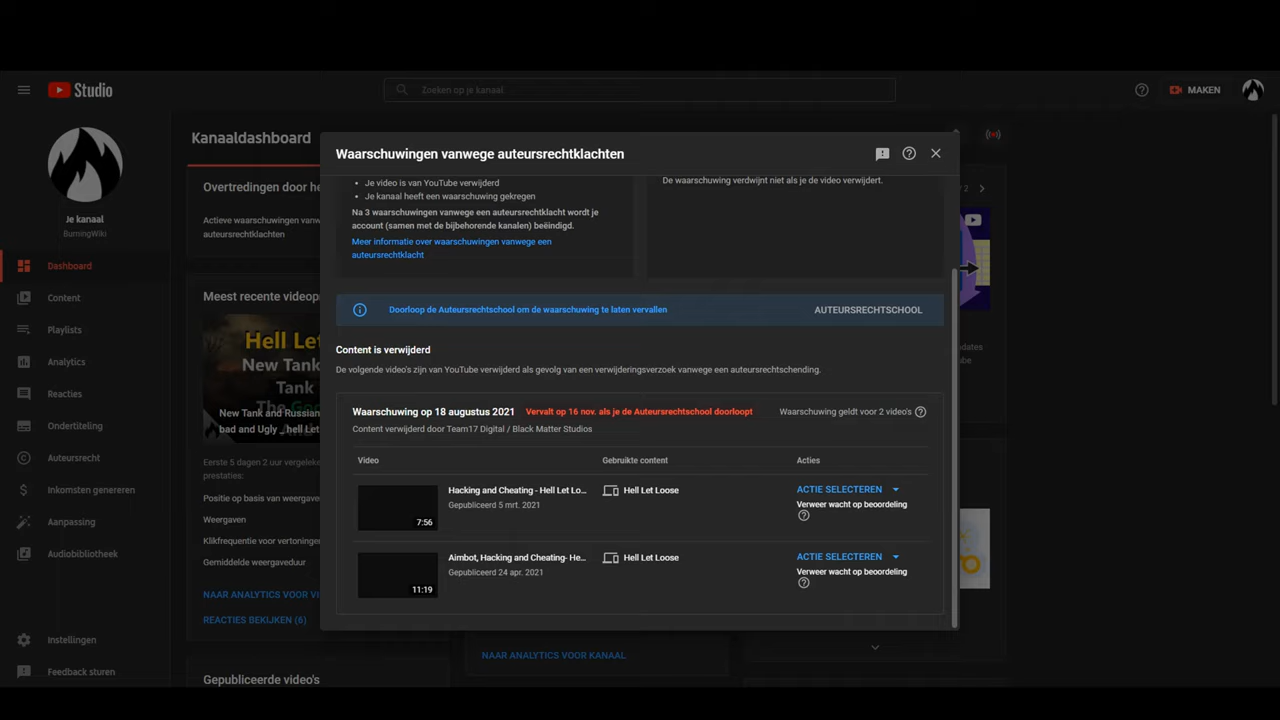 Studio
Zoeken op je kanaal
MAKEN
Je kanaal
BurningWiki
Dashboard
Content
Playlists
Analytics
Reacties
Ondertiteling
Auteursrecht
Inkomsten genereren
Aanpassing
Audiobibliotheek
Instellingen
Feedback sturen
Kanaaldashboard
Overtredingen door he
Actieve waarschuwingen van
auteursrechtklachten
Meest recente videopr
Hell Let
New Tank
Tank
The Go
New Tank and Russian
bad and Ugly _ hell Let
Eerste 5 dagen 2 uur vergeleke
prestaties:
Positie op basis van weergave
Weergaven
Klikfrequentie voor vertoningen
Gemiddelde weergaveduur
NAAR ANALYTICS VOOR VI
REACTIES BEKIJKEN (6)
Gepubliceerde video's
Waarschuwingen vanwege auteursrechtklachten
Je video is van YouTube verwijderd
Je kanaal heeft een waarschuwing gekregen
Na 3 waarschuwingen vanwege een auteursrechtklacht wordt je
account (samen met de bijbehorende kanalen) beëindigd.
Meer informatie over waarschuwingen vanwege een
auteursrechtklacht
De waarschuwing verdwijnt niet als je de video verwijdert.
Doorloop de Auteursrechtschool om de waarschuwing te laten vervallen
AUTEURSRECHTSCHOOL
Content is verwijderd
De volgende video's zijn van YouTube verwijderd als gevolg van een verwijderingsverzoek vanwege een auteursrechtschending.
Waarschuwing op 18 augustus 2021 Vervalt op 16 nov. als je de Auteursrechtschool doorloopt Waarschuwing geldt voor 2 video's
Content verwijderd door Team17 Digital / Black Matter Studios
Video Gebruikte content Acties
Hacking and Cheating - Hell Let Lo... Hell Let Loose ACTIE SELECTEREN
Gepubliceerd 5 mrt. 2021 Verweer wacht op beoordeling
7:56
Aimbot, Hacking and Cheating- He... Hell Let Loose ACTIE SELECTEREN
Gepubliceerd 24 apr. 2021 Verweer wacht op beoordeling
11:19
NAAR ANALYTICS VOOR KANAAL
/ 2
dates
be